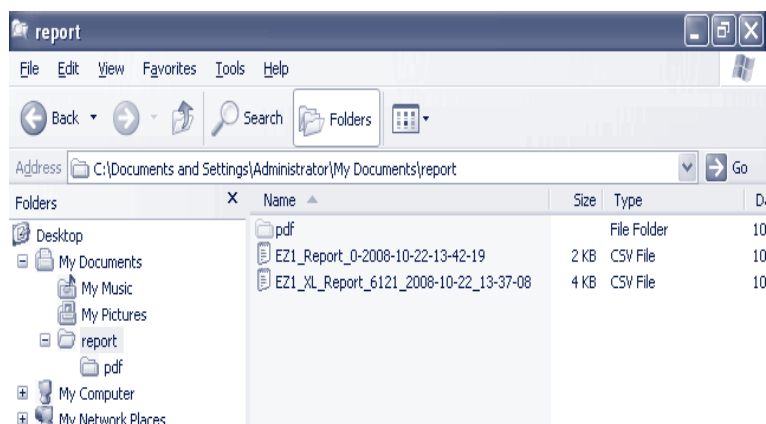 report
File Edit View Favorites Tools Help
Back Search Folders
Address C:\Documents and Settings\Administrator\My Documents\report Go
Folders X Name Size Type
Desktop
My Documents
My Music
My Pictures
report
pdf
My Computer
My Network Places
pdf File Folder 10
EZ1_Report_0-2008-10-22-13-42-19 2 KB CSV File 10
EZ1_XL_Report_6121_2008-10-22_13-37-08 4 KB CSV File 10